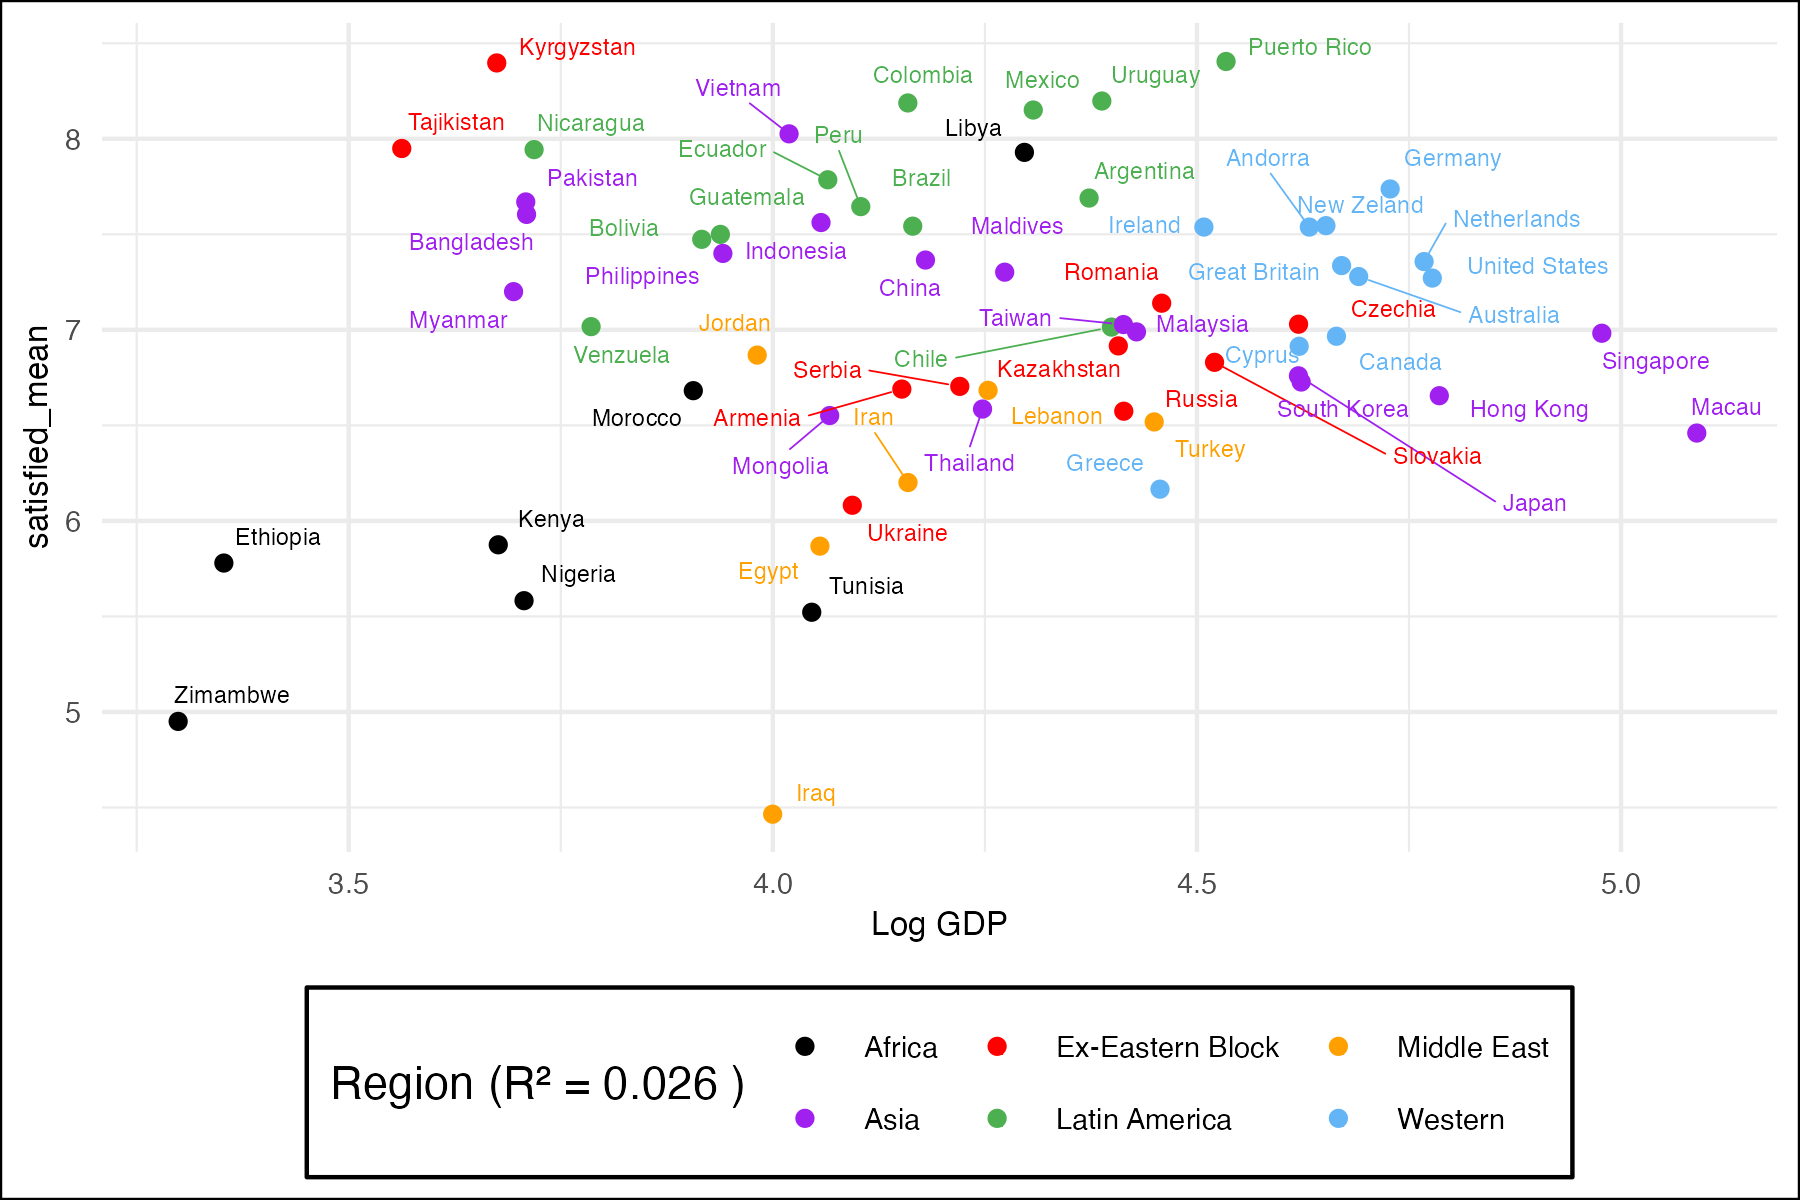 Kyrgyzstan
Puerto Rico
Colombia
Mexico
Uruguay
Vietnam
Tajikistan
Nicaragua
Libya
Peru
Ecuador
Andorra
Germany
Argentina
Pakistan
Brazil
Guatemala
New Zeland
Netherlands
Bolivia
Maldives
Ireland
Bangladesh
Indonesia
United States
Philippines
Romania
Great Britain
China
Czechia
Australia
Myanmar
Jordan
Taiwan
Malaysia
Venzuela
Chile
Cyprus
Canada
Singapore
Serbia
Kazakhstan
Russia
Morocco
Armenia
Iran
Lebanon
South Korea
Hong Kong
Macau
Mongolia
Thailand
Greece
Turkey
Slovakia
Japan
Kenya
Ethiopia
Ukraine
Nigeria
Egypt
Tunisia
Zimambwe
Iraq
8
7
6
5
satisfied_mean
3.5 4.0 4.5 5.0
Log GDP
Region (R² = 0.026 )
Africa Ex-Eastern Block Middle East
Asia Latin America Western